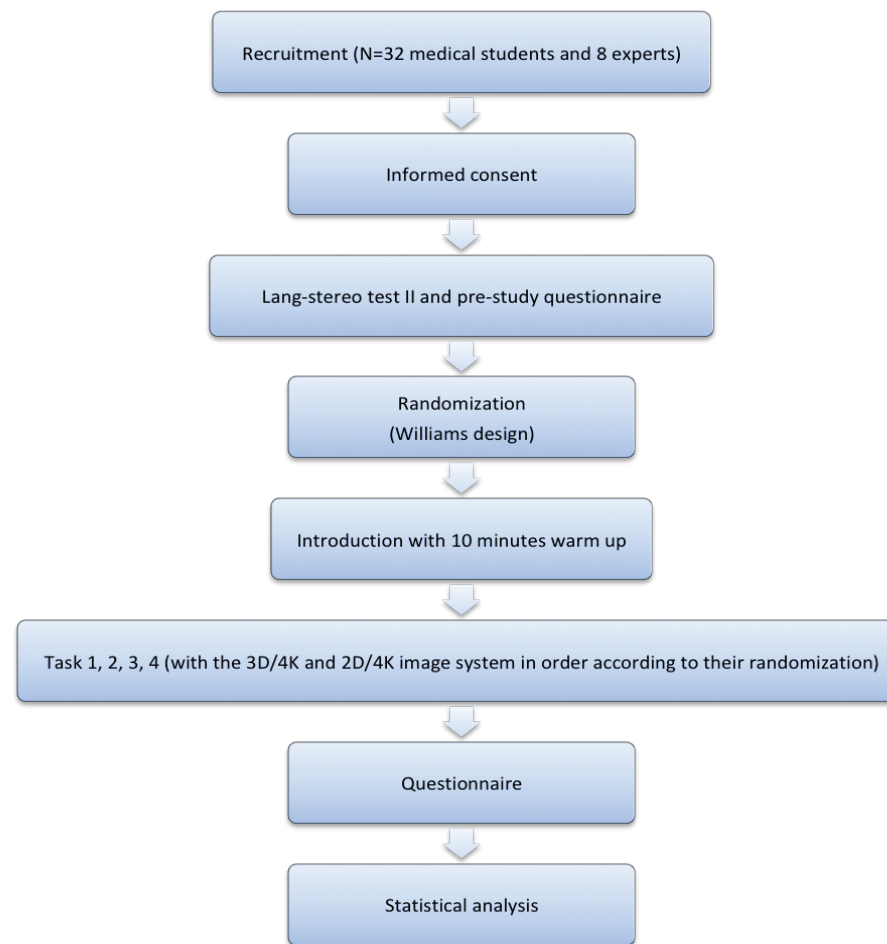 Recruitment (N=32 medical students and 8 experts)
Informed consent
Lang-stereo test II and pre-study questionnaire
Randomization
(Williams design)
Introduction with 10 minutes warm up
Task 1, 2, 3, 4 (with the 3D/4K and 2D/4K image system in order according to their randomization)
Questionnaire
Statistical analysis